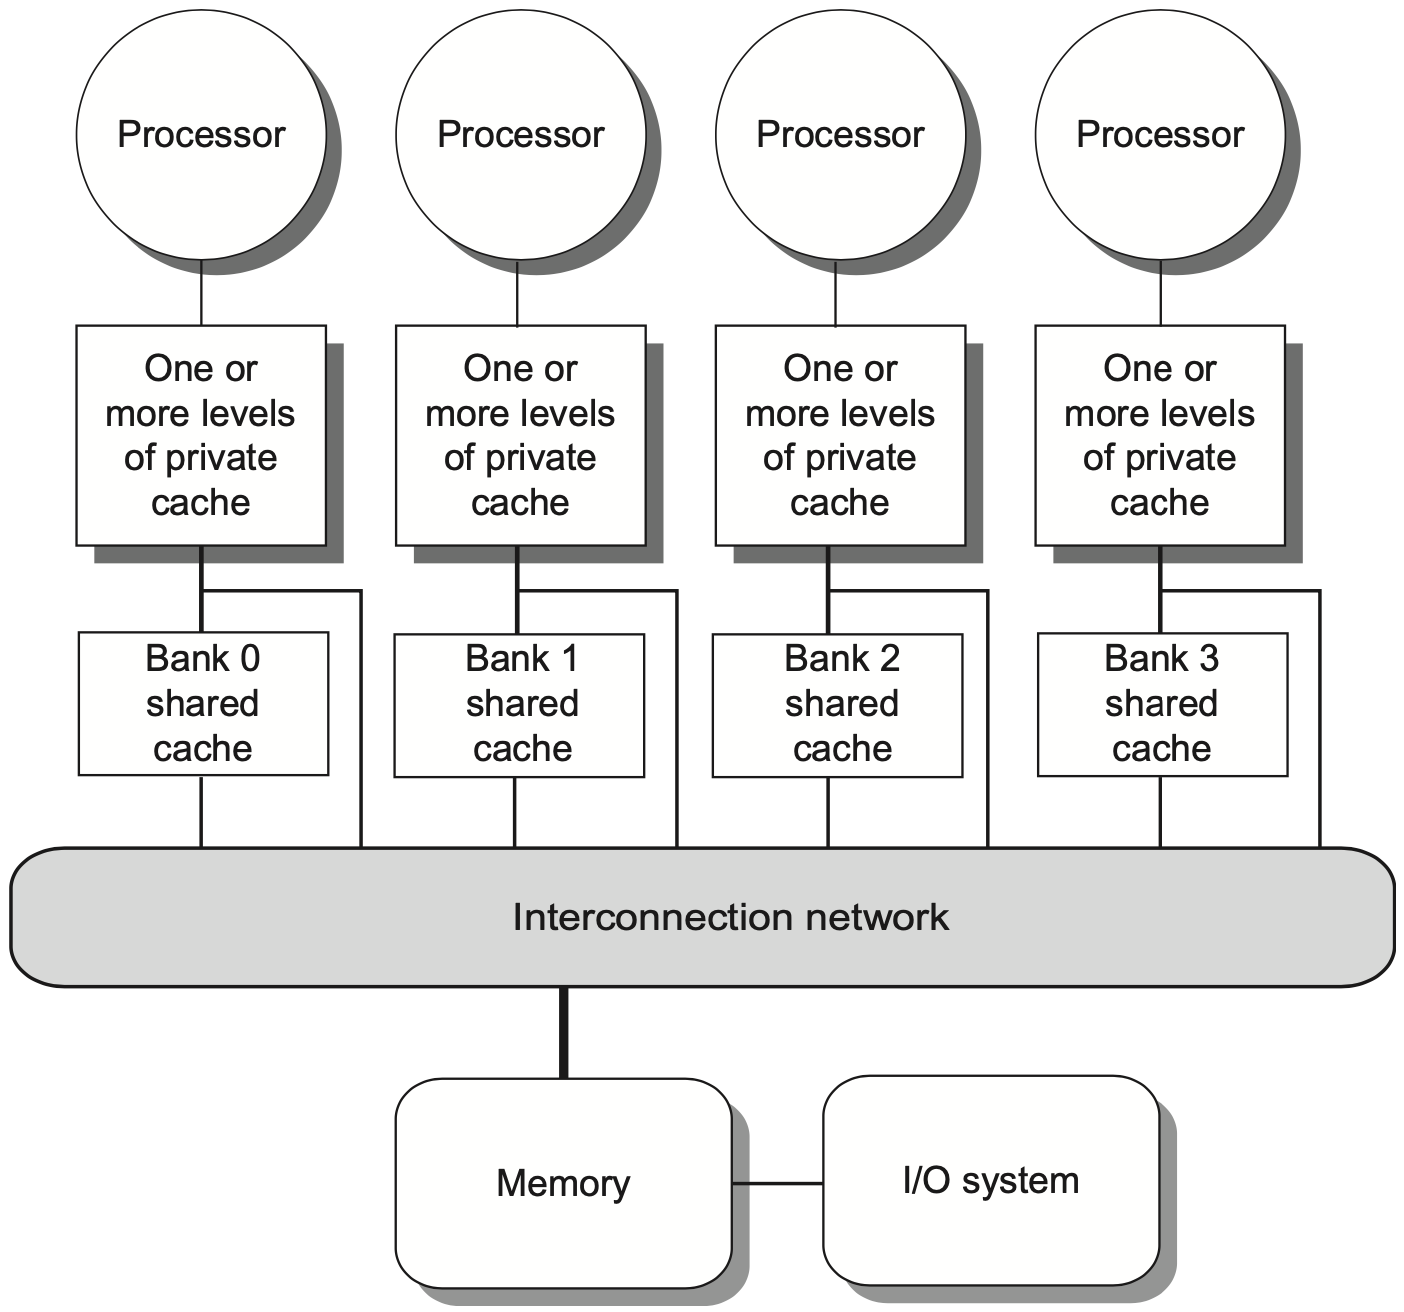 Processor
Processor
Processor
Processor
One or
more levels
of private
cache
One or
more levels
of private
cache
One or
more levels
of private
cache
One or
more levels
of private
cache
Bank 0
shared
cache
Bank 1
shared
cache
Bank 2
shared
cache
Bank 3
shared
cache
Interconnection network
Memory
I/O system